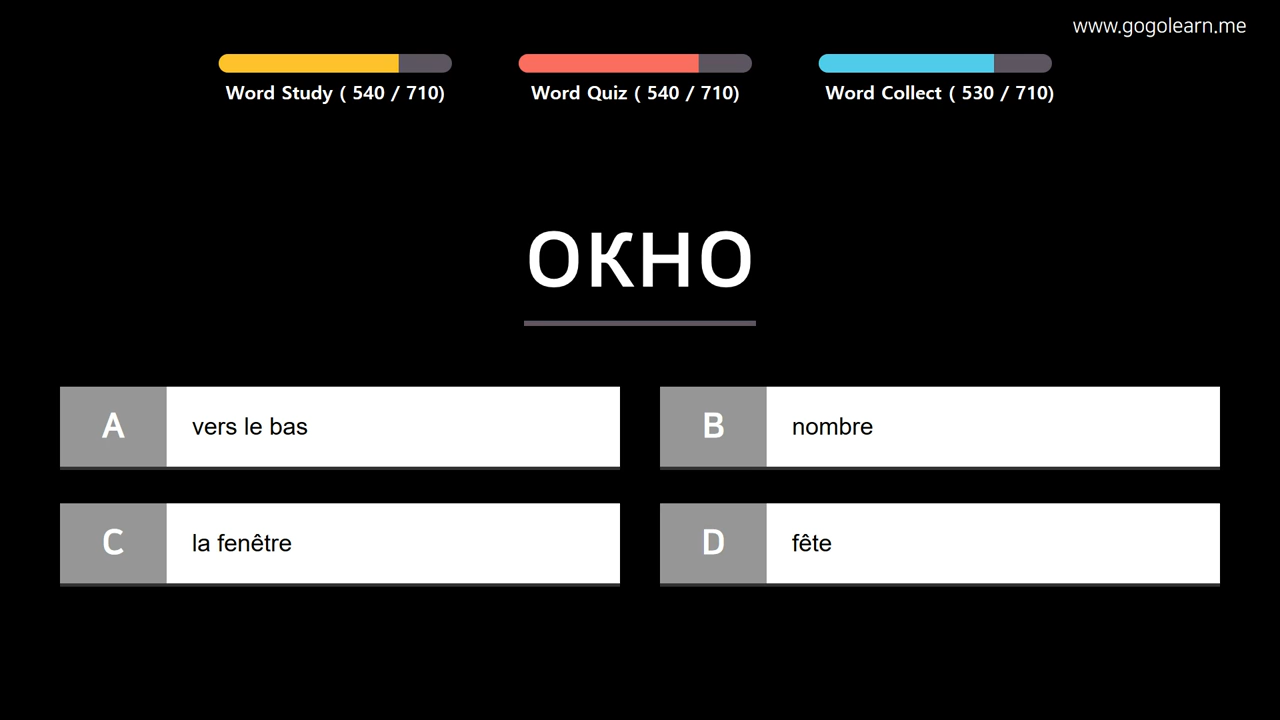 www.gogolearn.me
Word Study ( 540 / 710)
Word Quiz ( 540 / 710)
Word Collect ( 530 / 710)
ОКНО
A
vers le bas
B
nombre
C
la fenêtre
D
fête